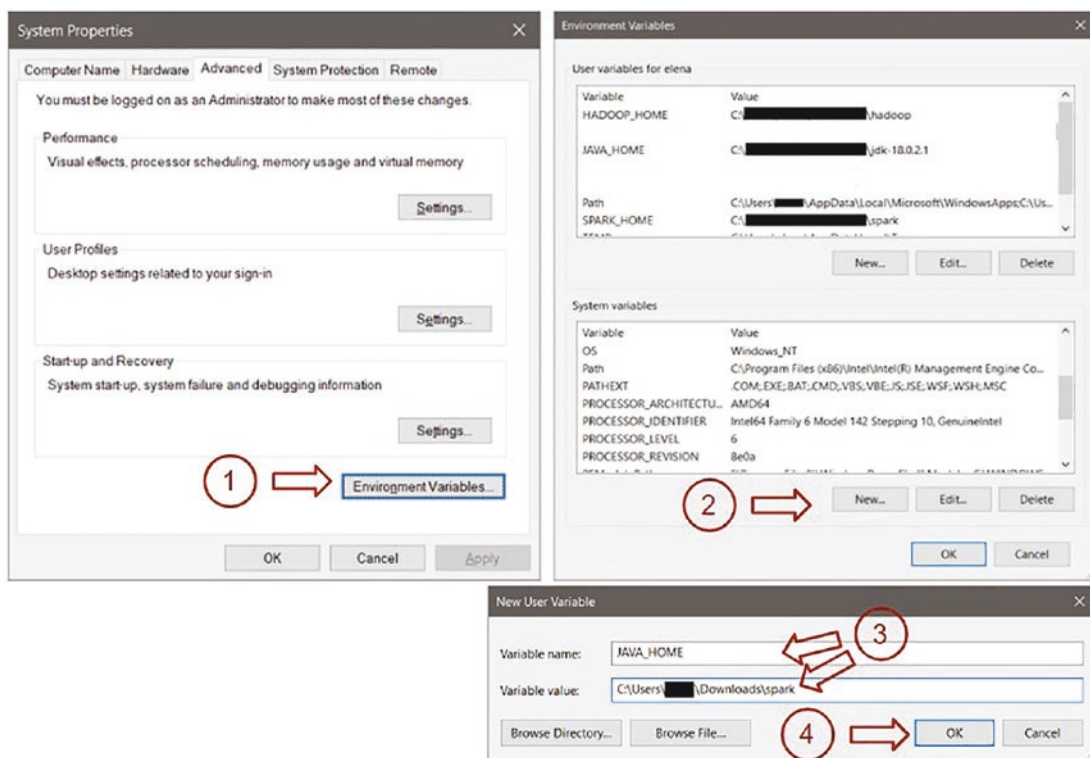 System Properties
Computer Name Hardware Advanced System Protection Remote
You must be logged on as an Administrator to make most of these changes.
Performance
Visual effects, processor scheduling, memory usage and virtual memory
Settings...
User Profiles
Desktop settings related to your sign-in
Settings...
Start-up and Recovery
System start-up, system failure and debugging information
Settings...
1
Environment Variables...
OK Cancel Apply
Environment Variables
User variables for elena
Variable Value
HADOOP_HOME C:\ \hadoop
JAVA_HOME C:\ \jdk-18.0.2.1
Path C:\Users\ \AppData\Local\Microsoft\WindowsApps;C:\Us...
SPARK_HOME C:\ \spark
New... Edit... Delete
System variables
Variable Value
OS Windows_NT
Path C:\Program Files (x86)\Intel\Intel(R) Management Engine Co...
PATHEXT .COM;.EXE;.BAT;.CMD;.VBS;.VBE;.JS;.JSE;.WSF;.WSH;.MSC
PROCESSOR_ARCHITECTU... AMD64
PROCESSOR_IDENTIFIER Intel64 Family 6 Model 142 Stepping 10, GenuineIntel
PROCESSOR_LEVEL 6
PROCESSOR_REVISION 8e0a
2
New... Edit... Delete
OK Cancel
New User Variable
3
Variable name: JAVA_HOME
Variable value: C:\Users\ \Downloads\spark
Browse Directory... Browse File... 4 OK Cancel